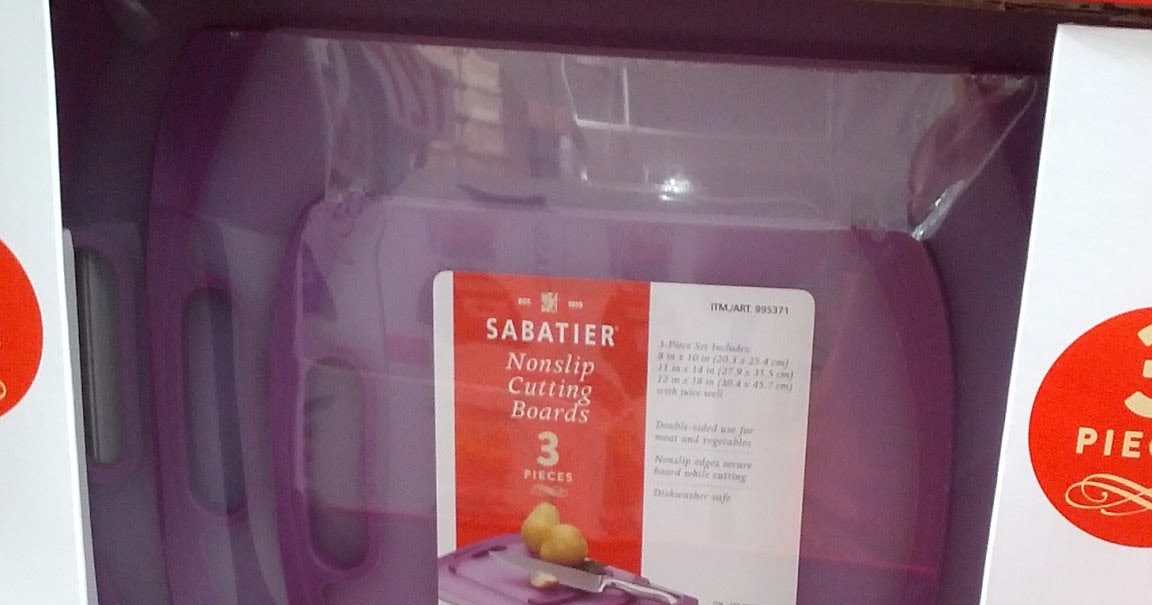 EST. 1810
SABATIER
Nonslip
Cutting
Boards
3
PIECES
ITM./ART. 995371
3-Piece Set Includes:
8 in x 10 in (20.3 x 25.4 cm)
11 in x 14 in (27.9 x 35.5 cm)
12 in x 18 in (30.4 x 45.7 cm)
with juice well
Double-sided use for
meat and vegetables
Nonslip edges secure
board while cutting
Dishwasher safe
3
PIE